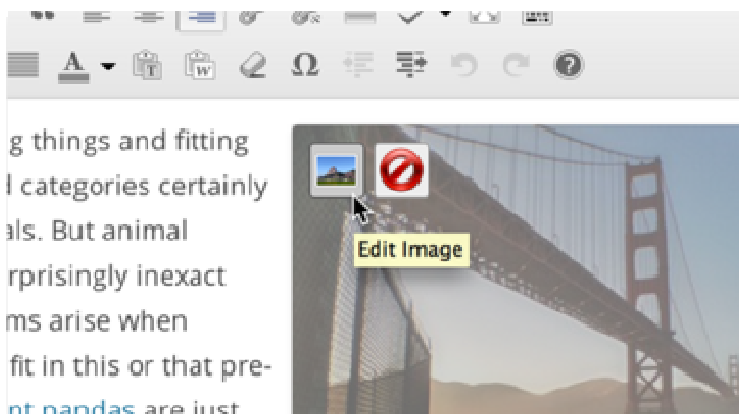 A T W Ω ?
g things and fitting
categories certainly
als. But animal
Edit Image
rprisingly inexact
ms arise when
fit in this or that pre-
nt pandas are just